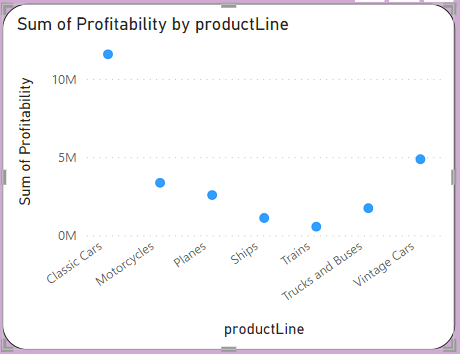 Sum of Profitability by productLine
Sum of Profitability
10M
5M
0M
Classic Cars
Motorcycles
Planes
Ships
Trains
Trucks and Buses
Vintage Cars
productLine